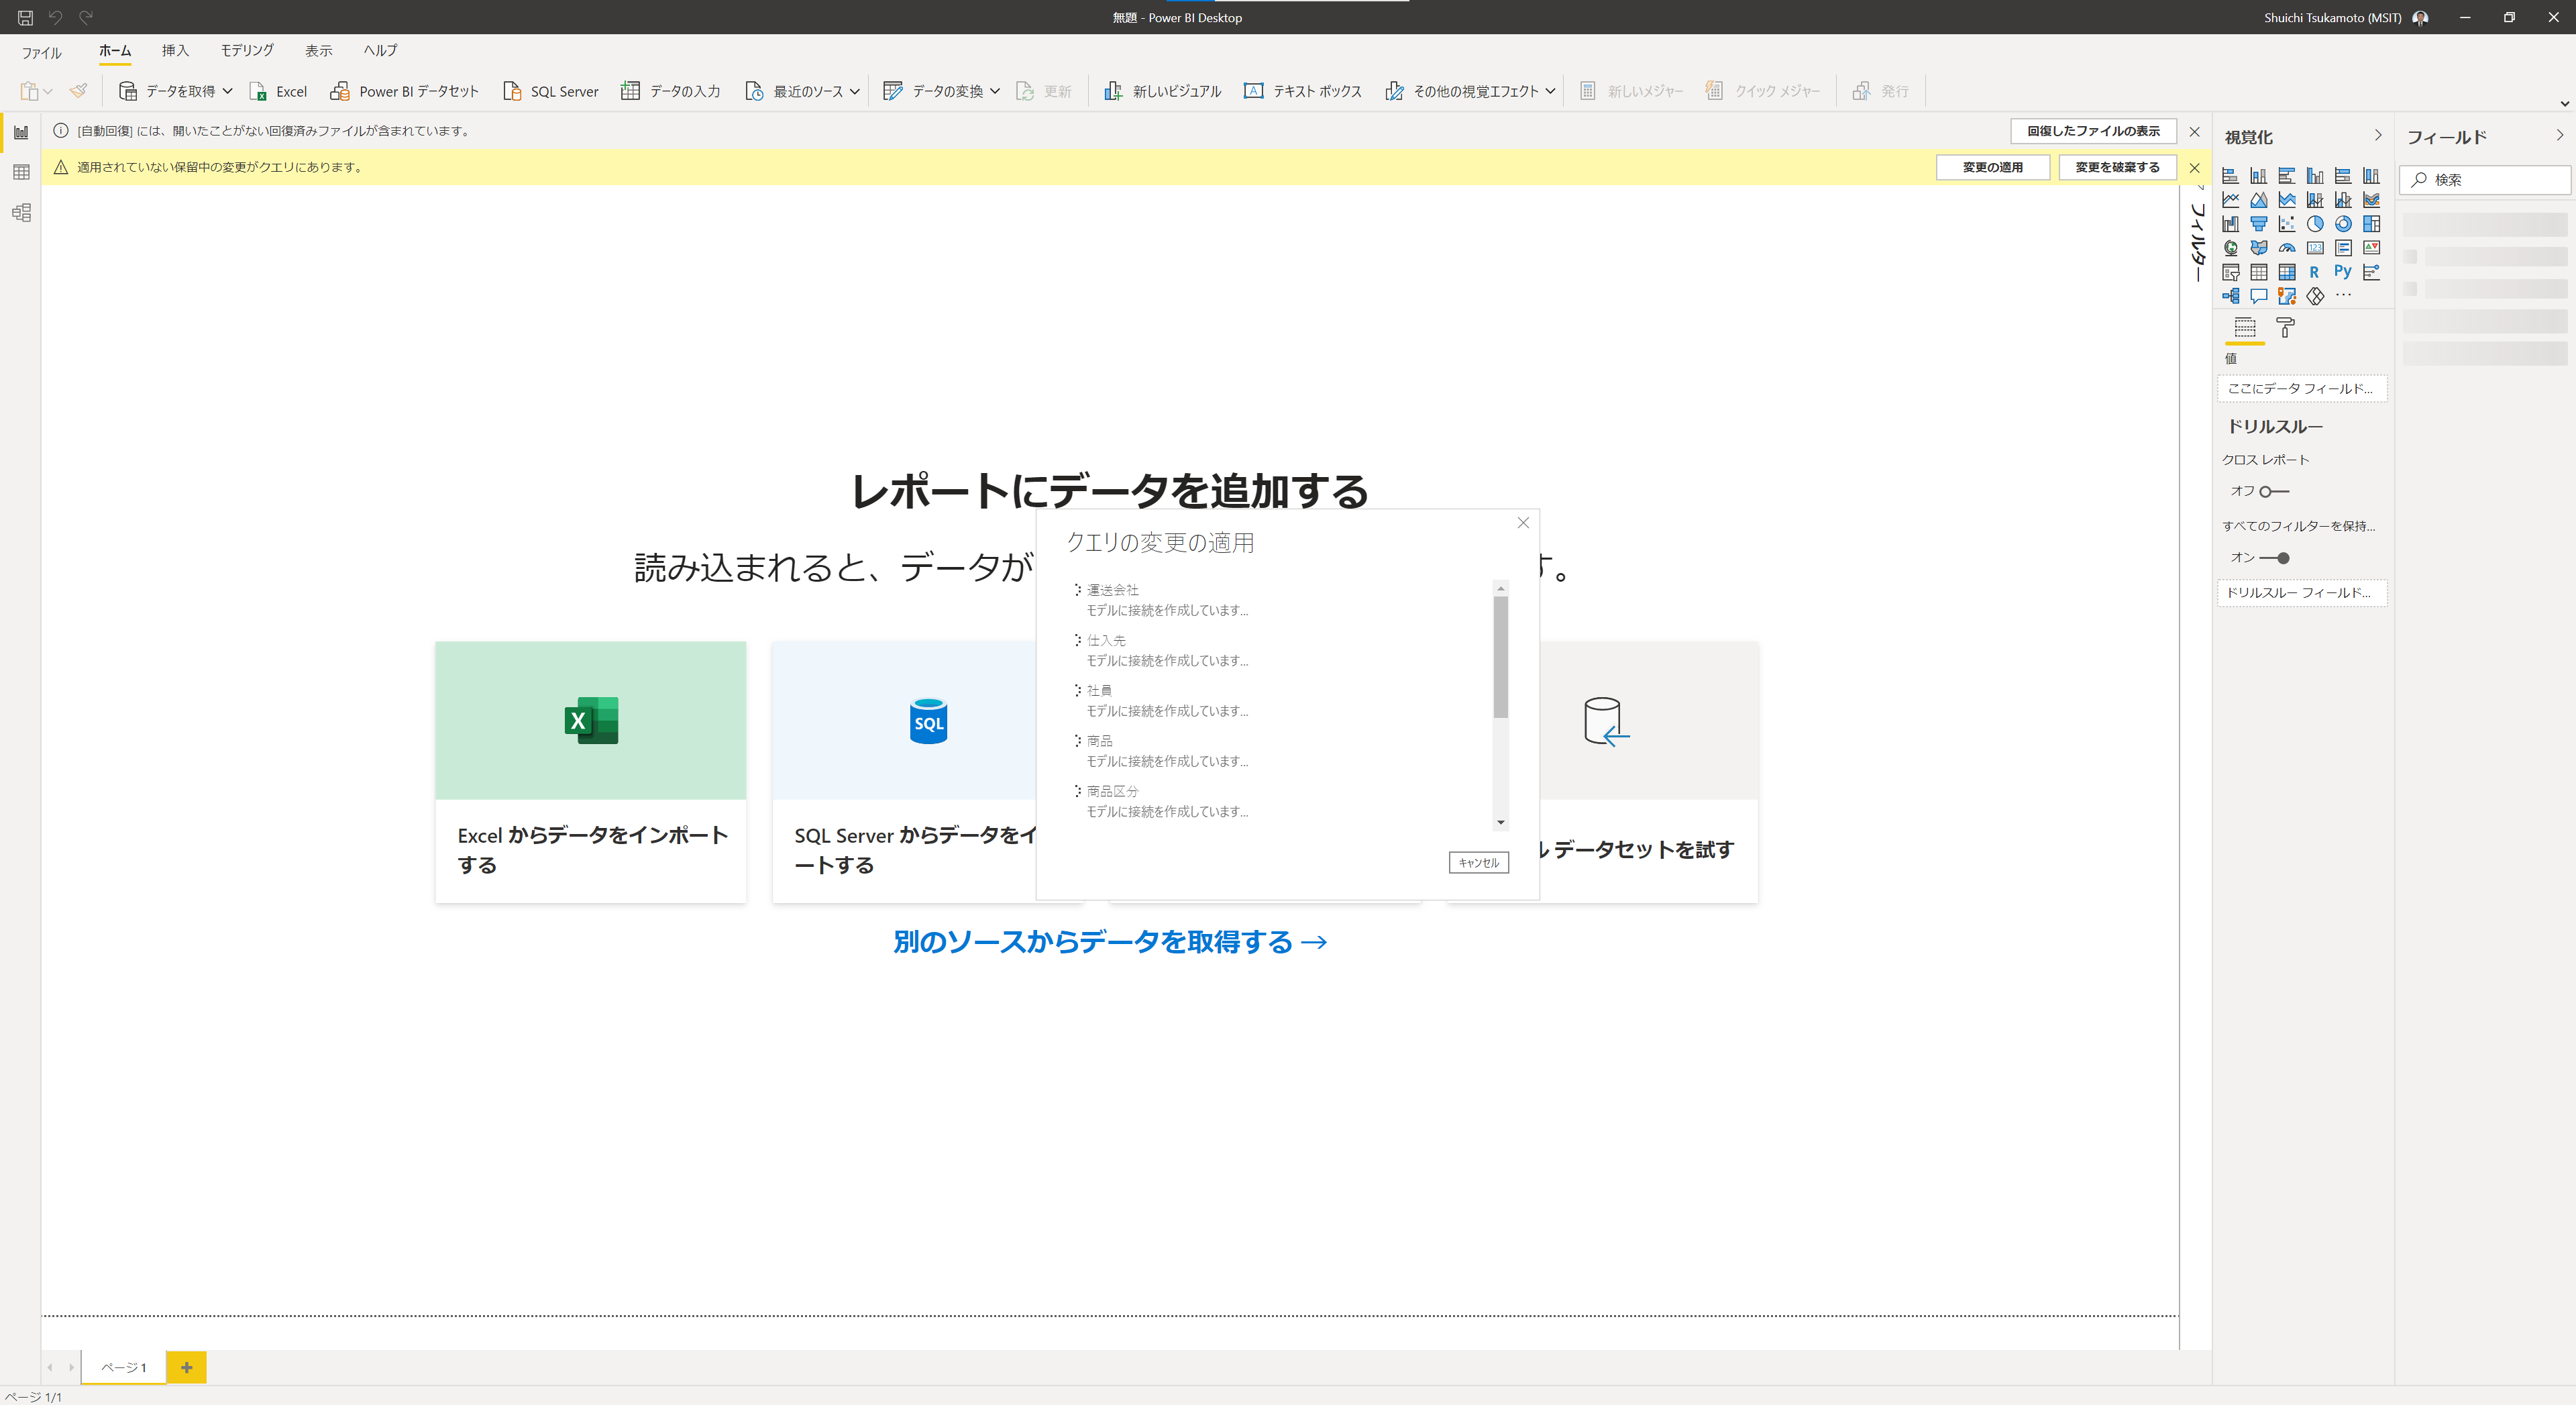 無題 - Power BI Desktop
Shuichi Tsukamoto (MSIT)
ファイル
ホーム
挿入
モデリング
表示
ヘルプ
データを取得
Excel
Power BI データセット
SQL Server
データの入力
最近のソース
データの変換
更新
新しいビジュアル
テキスト ボックス
その他の視覚エフェクト
新しいメジャー
クイック メジャー
発行
[自動回復] には、開いたことがない回復済みファイルが含まれています。
回復したファイルの表示
適用されていない保留中の変更がクエリにあります。
変更の適用
変更を破棄する
フィルター
視覚化
123
R
Py
...
値
ここにデータ フィールド...
ドリルスルー
クロス レポート
オフ
すべてのフィルターを保持...
オン
ドリルスルー フィールド...
フィールド
検索
レポートにデータを追加する
読み込まれると、データが
す。
X
Excel からデータをインポート
する
SQL
SQL Server からデータをイ
ートする
ル データセットを試す
別のソースからデータを取得する →
クエリの変更の適用
運送会社
モデルに接続を作成しています...
仕入先
モデルに接続を作成しています...
社員
モデルに接続を作成しています...
商品
モデルに接続を作成しています...
商品区分
モデルに接続を作成しています...
キャンセル
ページ 1
ページ 1/1